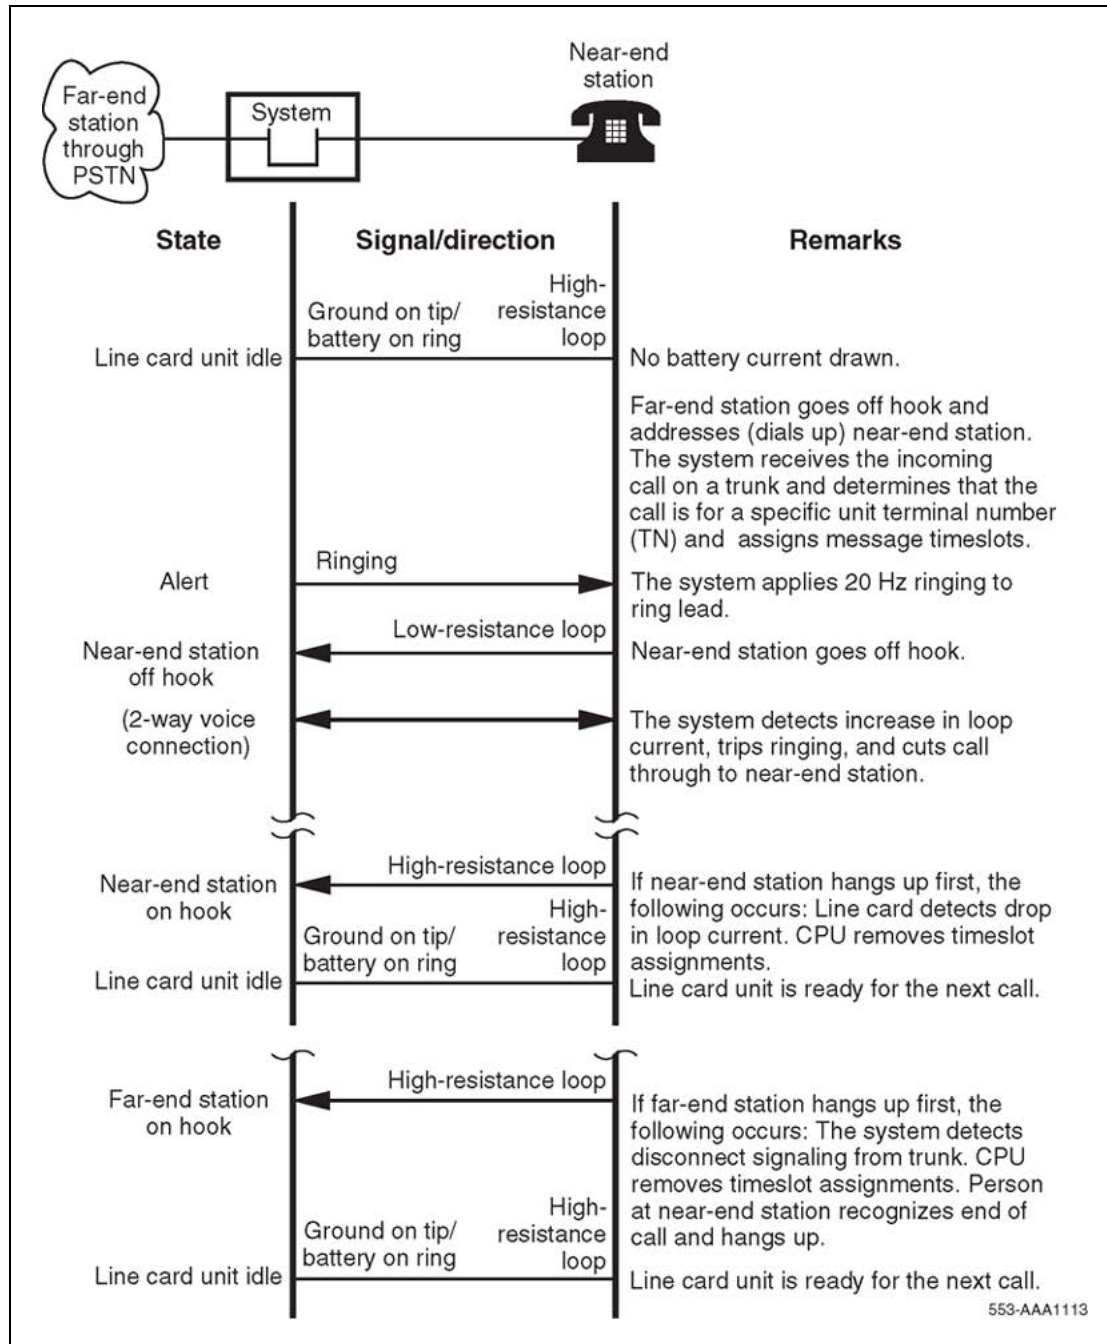 Far-end
station
through
PSTN
System
Near-end
station
State
Signal/direction
Remarks
Ground on tip/
battery on ring
High-
resistance
loop
Line card unit idle
No battery current drawn.
Far-end station goes off hook and
addresses (dials up) near-end station.
The system receives the incoming
call on a trunk and determines that the
call is for a specific unit terminal number
(TN) and assigns message timeslots.
Alert
Ringing
The system applies 20 Hz ringing to
ring lead.
Near-end station
off hook
Low-resistance loop
Near-end station goes off hook.
(2-way voice
connection)
The system detects increase in loop
current, trips ringing, and cuts call
through to near-end station.
Near-end station
on hook
High-resistance loop
If near-end station hangs up first, the
following occurs: Line card detects drop
in loop current. CPU removes timeslot
assignments.
Ground on tip/
battery on ring
High-
resistance
loop
Line card unit idle
Line card unit is ready for the next call.
Far-end station
on hook
High-resistance loop
If far-end station hangs up first, the
following occurs: The system detects
disconnect signaling from trunk. CPU
removes timeslot assignments. Person
at near-end station recognizes end of
call and hangs up.
Ground on tip/
battery on ring
High-
resistance
loop
Line card unit idle
Line card unit is ready for the next call.
553-AAA1113